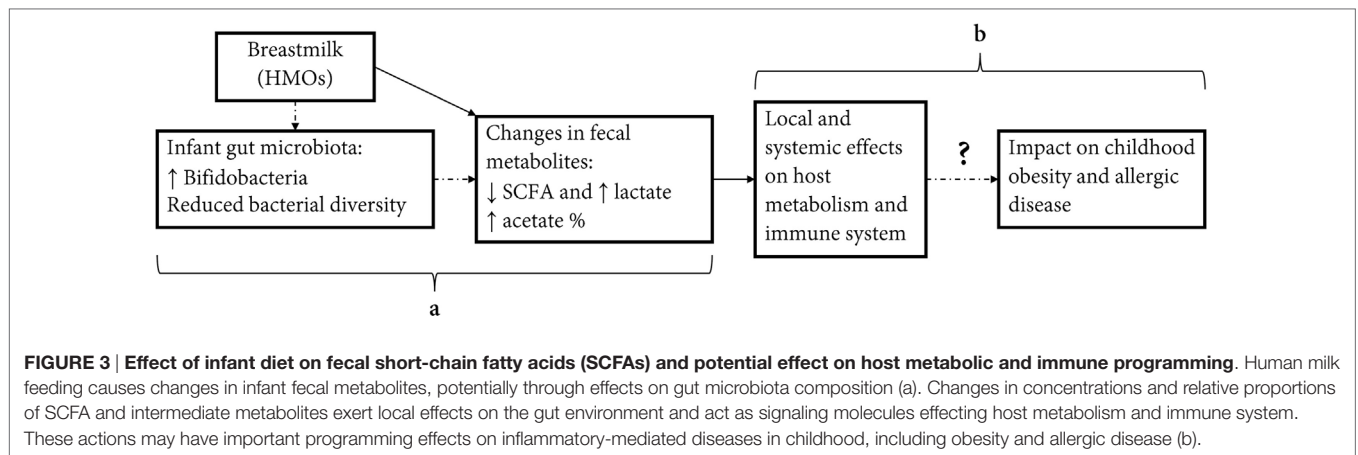 b
Breastmilk
(HMOs)
Infant gut microbiota:
↑ Bifidobacteria
Reduced bacterial diversity
Changes in fecal
metabolites:
↓ SCFA and ↑ lactate
↑ acetate %
Local and
systemic effects
on host
metabolism and
immune system
?
Impact on childhood
obesity and allergic
disease
a
FIGURE 3 | Effect of infant diet on fecal short-chain fatty acids (SCFAs) and potential effect on host metabolic and immune programming. Human milk
feeding causes changes in infant fecal metabolites, potentially through effects on gut microbiota composition (a). Changes in concentrations and relative proportions
of SCFA and intermediate metabolites exert local effects on the gut environment and act as signaling molecules effecting host metabolism and immune system.
These actions may have important programming effects on inflammatory-mediated diseases in childhood, including obesity and allergic disease (b).